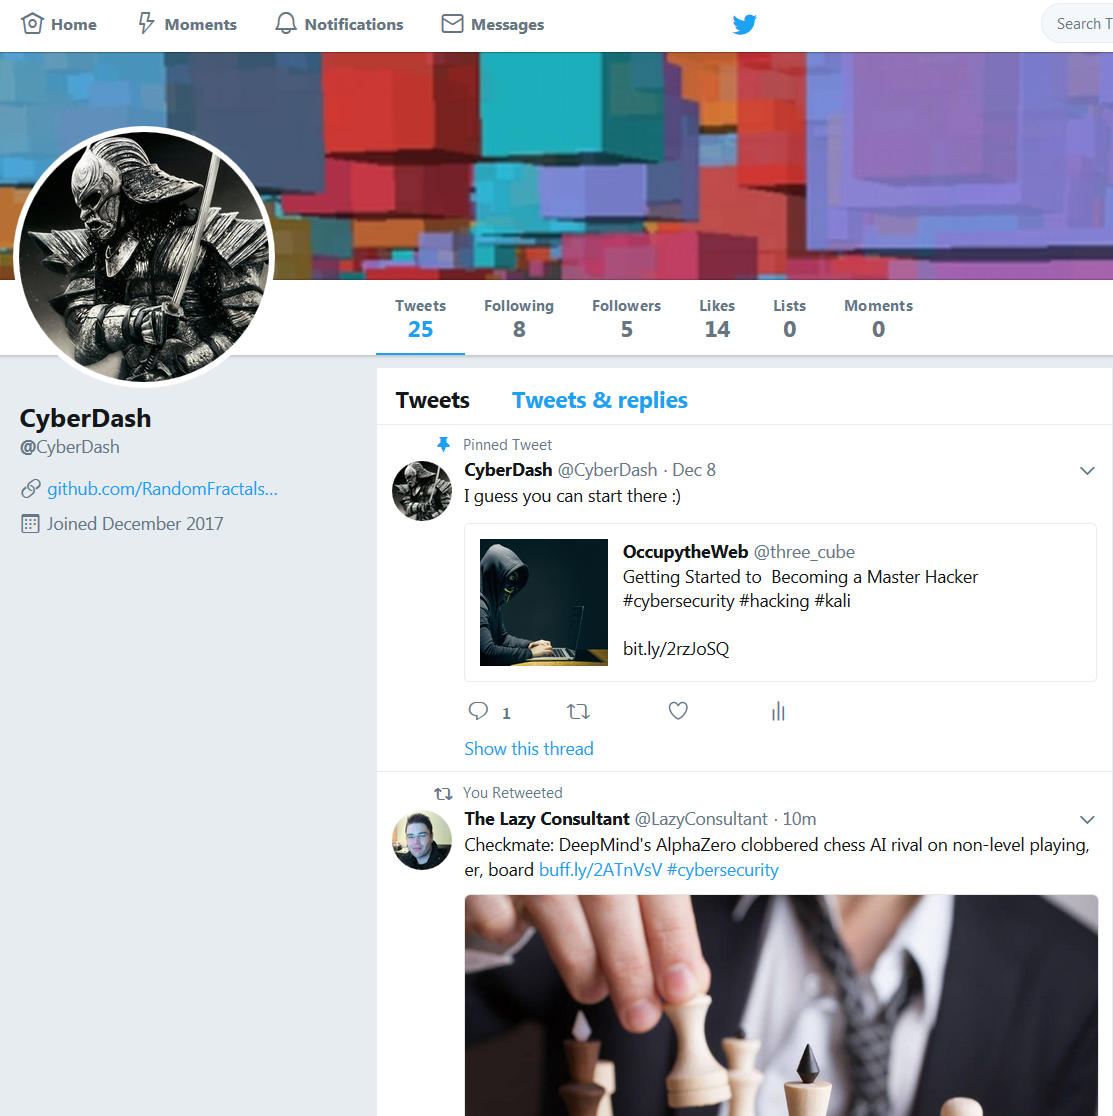 Home Moments Notifications Messages Search T
Tweets Following Followers Likes Lists Moments
25 8 5 14 0 0
CyberDash
@CyberDash
github.com/RandomFractals...
Joined December 2017
Tweets Tweets & replies
Pinned Tweet
CyberDash @CyberDash · Dec 8
I guess you can start there :)
OccupytheWeb @three_cube
Getting Started to  Becoming a Master Hacker
#cybersecurity #hacking #kali
bit.ly/2rzJoSQ
1
Show this thread
You Retweeted
The Lazy Consultant @LazyConsultant · 10m
Checkmate: DeepMind's AlphaZero clobbered chess AI rival on non-level playing,
er, board buff.ly/2ATnVsV #cybersecurity